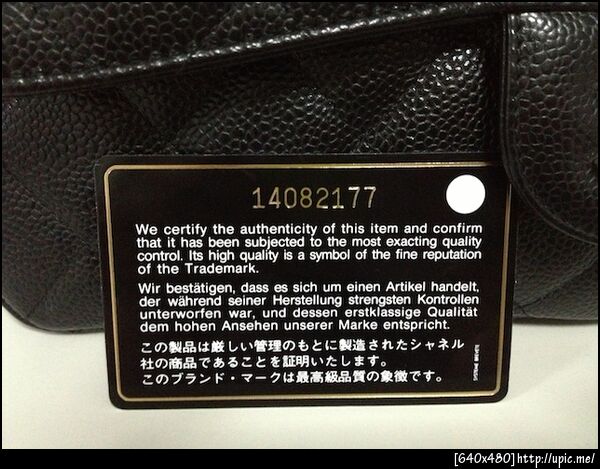 14082177
We certify the authenticity of this item and confirm
that it has been subjected to the most exacting quality
control. Its high quality is a symbol of the fine reputation
of the Trademark.
Wir bestätigen, dass es sich um einen Artikel handelt,
der während seiner Herstellung strengsten Kontrollen
unterworfen war, und dessen erstklassige Qualität
dem hohen Ansehen unserer Marke entspricht.
この製品は厳しい管理のもとに製造されたシャネル
社の商品であることを証明いたします。
このブランド・マークは最高級品質の象徴です。
[640x480]http://upic.me/